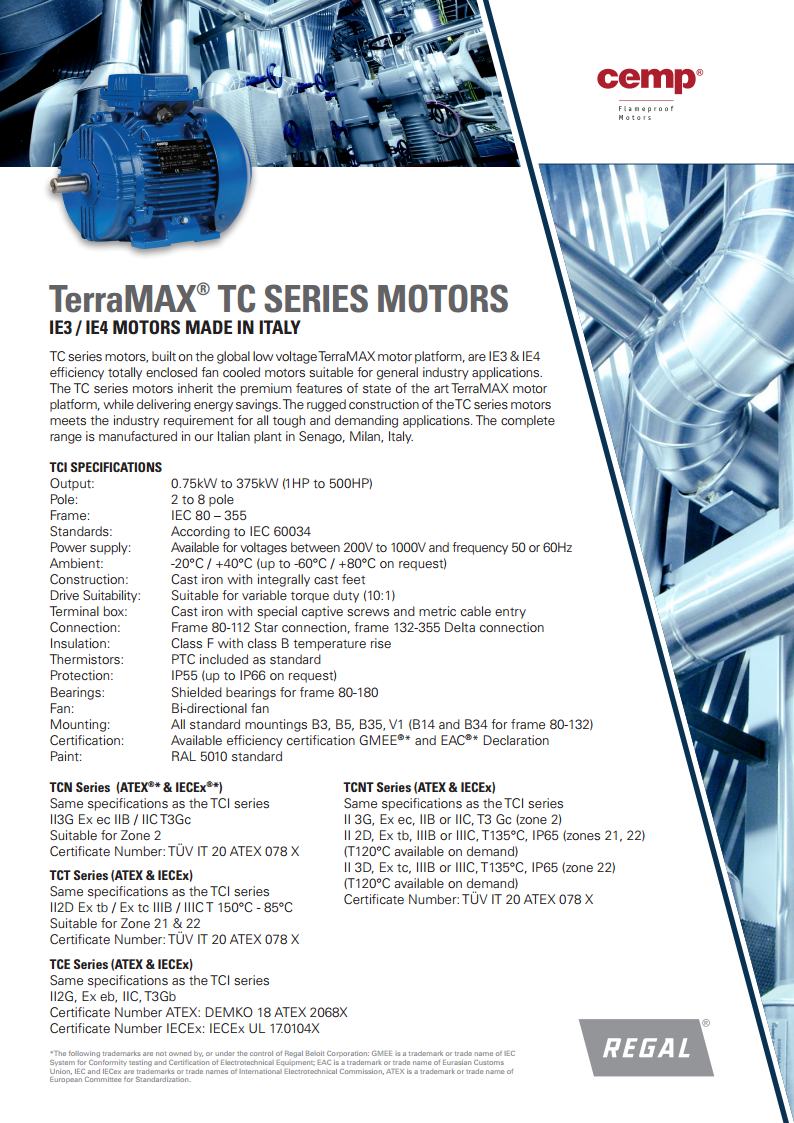 cemp®
Flameproof
Motors
cemp
TerraMAX® TC SERIES MOTORS
IE3 / IE4 MOTORS MADE IN ITALY
TC series motors, built on the global low voltage TerraMAX motor platform, are IE3 & IE4
efficiency totally enclosed fan cooled motors suitable for general industry applications.
The TC series motors inherit the premium features of state of the art TerraMAX motor
platform, while delivering energy savings. The rugged construction of the TC series motors
meets the industry requirement for all tough and demanding applications. The complete
range is manufactured in our Italian plant in Senago, Milan, Italy.
TCI SPECIFICATIONS
Output: 0.75kW to 375kW (1HP to 500HP)
Pole: 2 to 8 pole
Frame: IEC 80 – 355
Standards: According to IEC 60034
Power supply: Available for voltages between 200V to 1000V and frequency 50 or 60Hz
Ambient: -20°C / +40°C (up to -60°C / +80°C on request)
Construction: Cast iron with integrally cast feet
Drive Suitability: Suitable for variable torque duty (10:1)
Terminal box: Cast iron with special captive screws and metric cable entry
Connection: Frame 80-112 Star connection, frame 132-355 Delta connection
Insulation: Class F with class B temperature rise
Thermistors: PTC included as standard
Protection: IP55 (up to IP66 on request)
Bearings: Shielded bearings for frame 80-180
Fan: Bi-directional fan
Mounting: All standard mountings B3, B5, B35, V1 (B14 and B34 for frame 80-132)
Certification: Available efficiency certification GMEE®* and EAC®* Declaration
Paint: RAL 5010 standard
TCN Series (ATEX®* & IECEx®*)
Same specifications as the TCI series
II3G Ex ec IIB / IIC T3Gc
Suitable for Zone 2
Certificate Number: TÜV IT 20 ATEX 078 X
TCT Series (ATEX & IECEx)
Same specifications as the TCI series
II2D Ex tb / Ex tc IIIB / IIIC T 150°C - 85°C
Suitable for Zone 21 & 22
Certificate Number: TÜV IT 20 ATEX 078 X
TCE Series (ATEX & IECEx)
Same specifications as the TCI series
II2G, Ex eb, IIC, T3Gb
Certificate Number ATEX: DEMKO 18 ATEX 2068X
Certificate Number IECEx: IECEx UL 17.0104X
TCNT Series (ATEX & IECEx)
Same specifications as the TCI series
II 3G, Ex ec, IIB or IIC, T3 Gc (zone 2)
II 2D, Ex tb, IIIB or IIIC, T135°C, IP65 (zones 21, 22)
(T120°C available on demand)
II 3D, Ex tc, IIIB or IIIC, T135°C, IP65 (zone 22)
(T120°C available on demand)
Certificate Number: TÜV IT 20 ATEX 078 X
*The following trademarks are not owned by, or under the control of Regal Beloit Corporation: GMEE is a trademark or trade name of IEC
System for Conformity testing and Certification of Electrotechnical Equipment; EAC is a trademark or trade name of Eurasian Customs
Union, IEC and IECex are trademarks or trade names of International Electrotechnical Commission, ATEX is a trademark or trade name of
European Committee for Standardization.
REGAL®